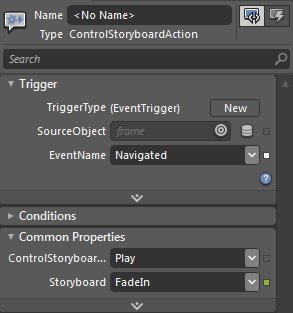 Name <No Name>
Type ControlStoryboardAction
Search
Trigger
TriggerType (EventTrigger) New
SourceObject frame
EventName Navigated
?
Conditions
Common Properties
ControlStoryboar... Play
Storyboard FadeIn